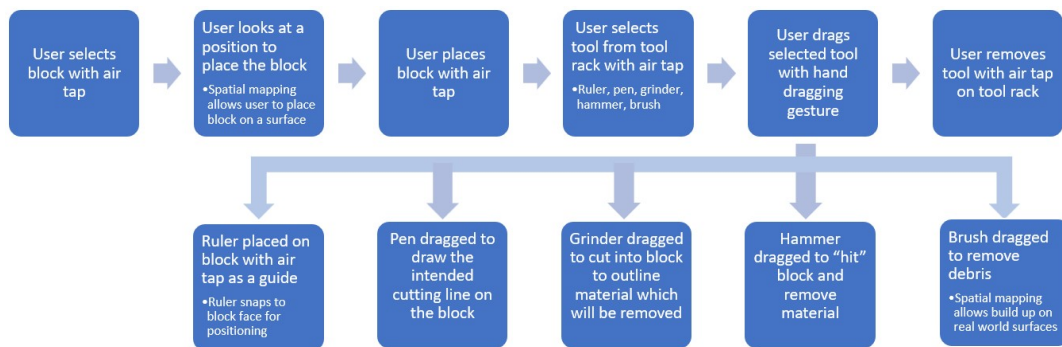 User selects
block with air
tap
User looks at a
position to
place the block
•Spatial mapping
allows user to place
block on a surface
User places
block with air
tap
User selects
tool from tool
rack with air tap
•Ruler, pen, grinder,
hammer, brush
User drags
selected tool
with hand
dragging
gesture
User removes
tool with air tap
on tool rack
Ruler placed on
block with air
tap as a guide
•Ruler snaps to
block face for
positioning
Pen dragged to
draw the
intended
cutting line on
the block
Grinder dragged
to cut into block
to outline
material which
will be removed
Hammer
dragged to “hit”
block and
remove
material
Brush dragged
to remove
debris
•Spatial mapping
allows build up on
real world surfaces